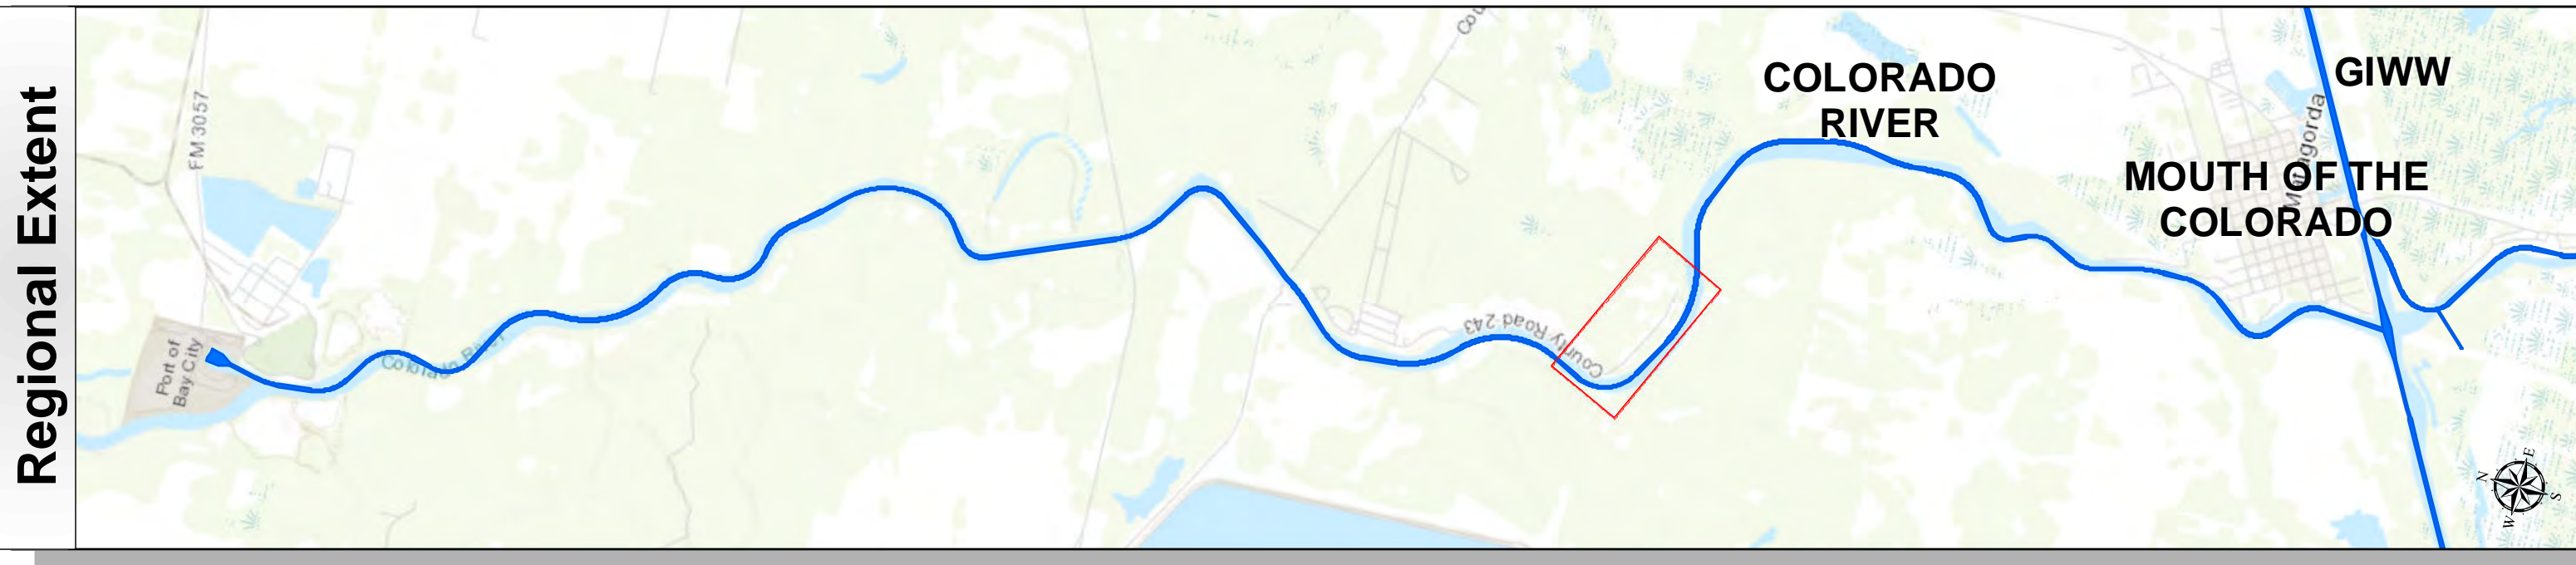 Regional Extent
FM 3057
Port of
Bay City
Colorado River
Cou
County Road 243
COLORADO
RIVER
GIWW
Matagorda
MOUTH OF THE
COLORADO
N
E
S
W